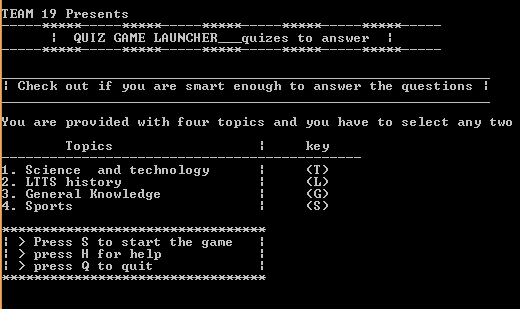 TEAM 19 Presents
------*****------*****------*****------*****------*****------
| QUIZ GAME LAUNCHER___quizes to answer |
------*****------*****------*****------*****------*****------
_____________________________________________________________
| Check out if you are smart enough to answer the questions |
_____________________________________________________________
You are provided with four topics and you have to select any two
Topics | key
---------------------------------------------
1. Science  and technology | (T)
2. LTTS history | (L)
3. General Knowledge | (G)
4. Sports | (S)
*********************************
| > Press S to start the game |
| > press H for help |
| > press Q to quit |
*********************************